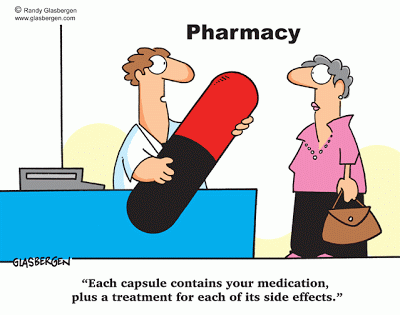 © Randy Glasbergen
www.glasbergen.com
Pharmacy
GLASBERGEN
“Each capsule contains your medication,
plus a treatment for each of its side effects.”